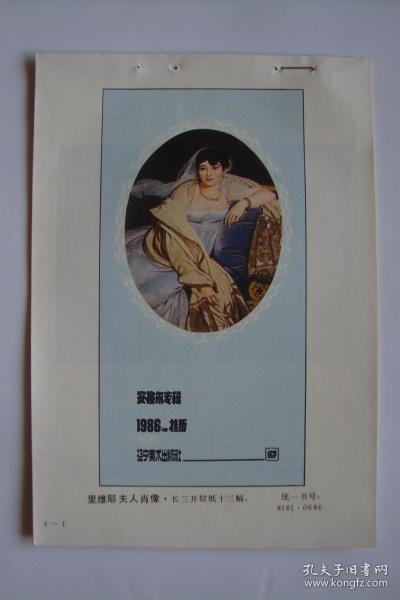 安格尔专辑
1986年挂历
辽宁美术出版社
里维耶夫人肖像·长三开纹纸十三幅，
统一书号：
8161·0684
4—1
孔夫子旧书网
www.kongfz.com